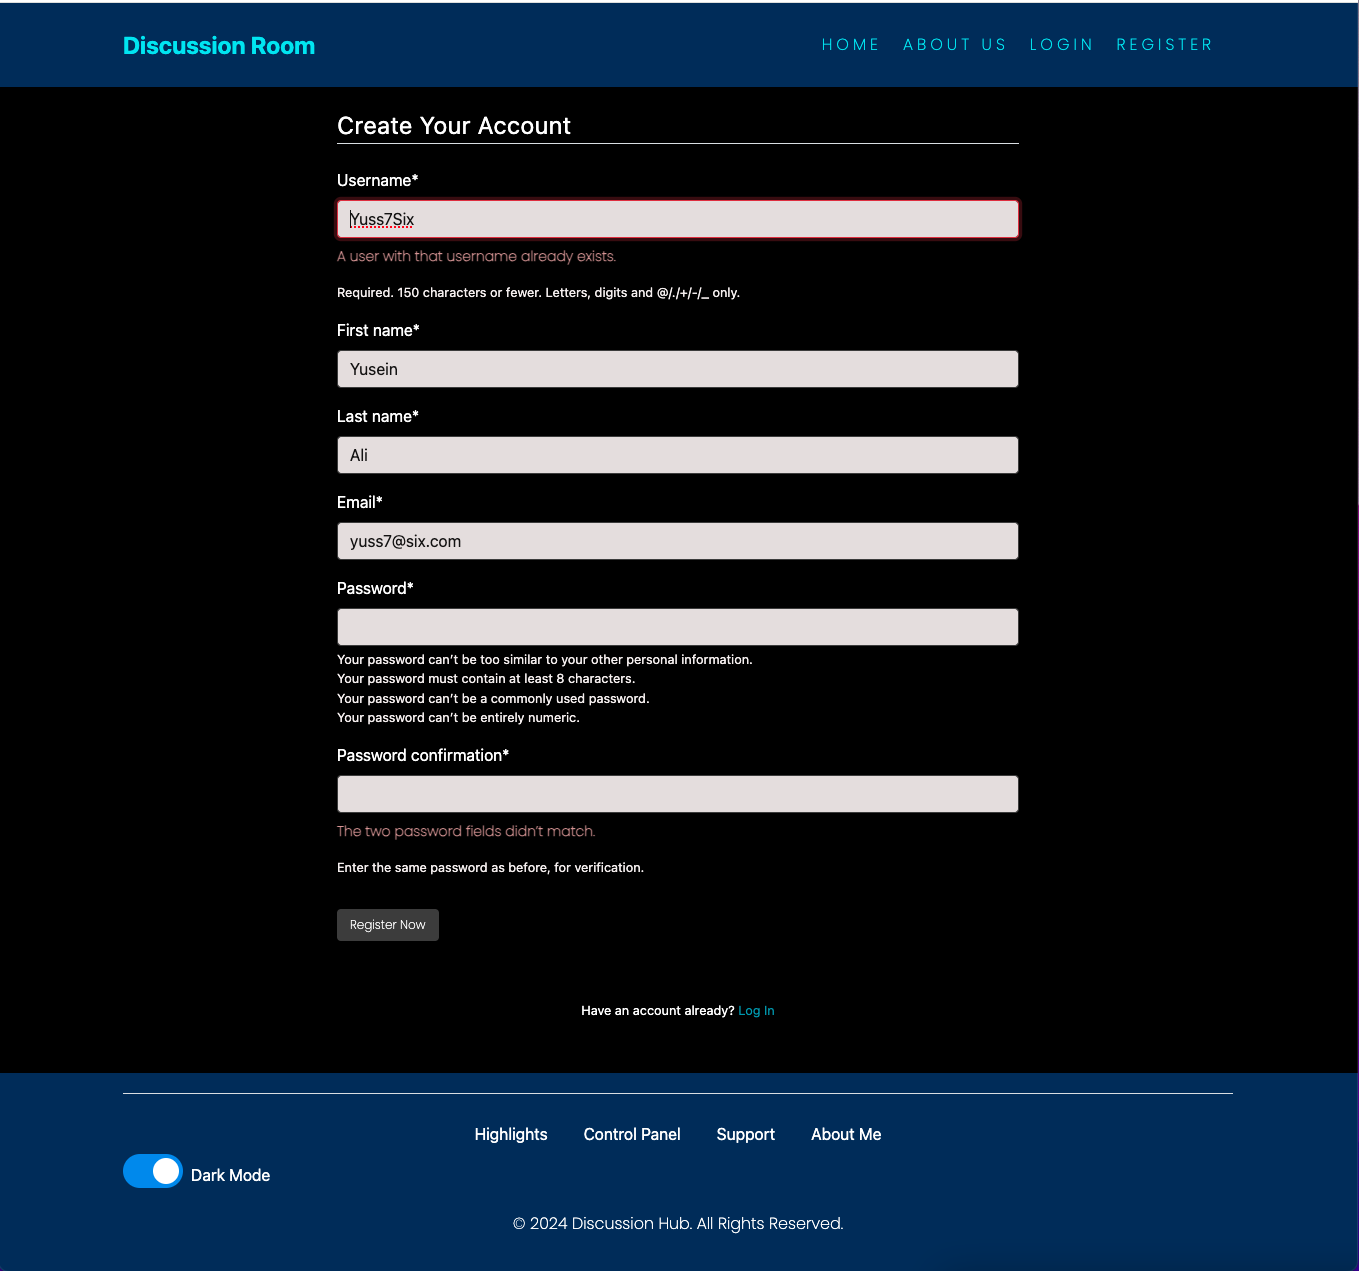 Discussion Room
HOME ABOUT US LOGIN REGISTER
Create Your Account
Username*
Yuss7Six
A user with that username already exists.
Required. 150 characters or fewer. Letters, digits and @/./+/-/_ only.
First name*
Yusein
Last name*
Ali
Email*
yuss7@six.com
Password*
Your password can't be too similar to your other personal information.
Your password must contain at least 8 characters.
Your password can't be a commonly used password.
Your password can't be entirely numeric.
Password confirmation*
The two password fields didn't match.
Enter the same password as before, for verification.
Register Now
Have an account already? Log In
Highlights Control Panel Support About Me
Dark Mode
© 2024 Discussion Hub. All Rights Reserved.